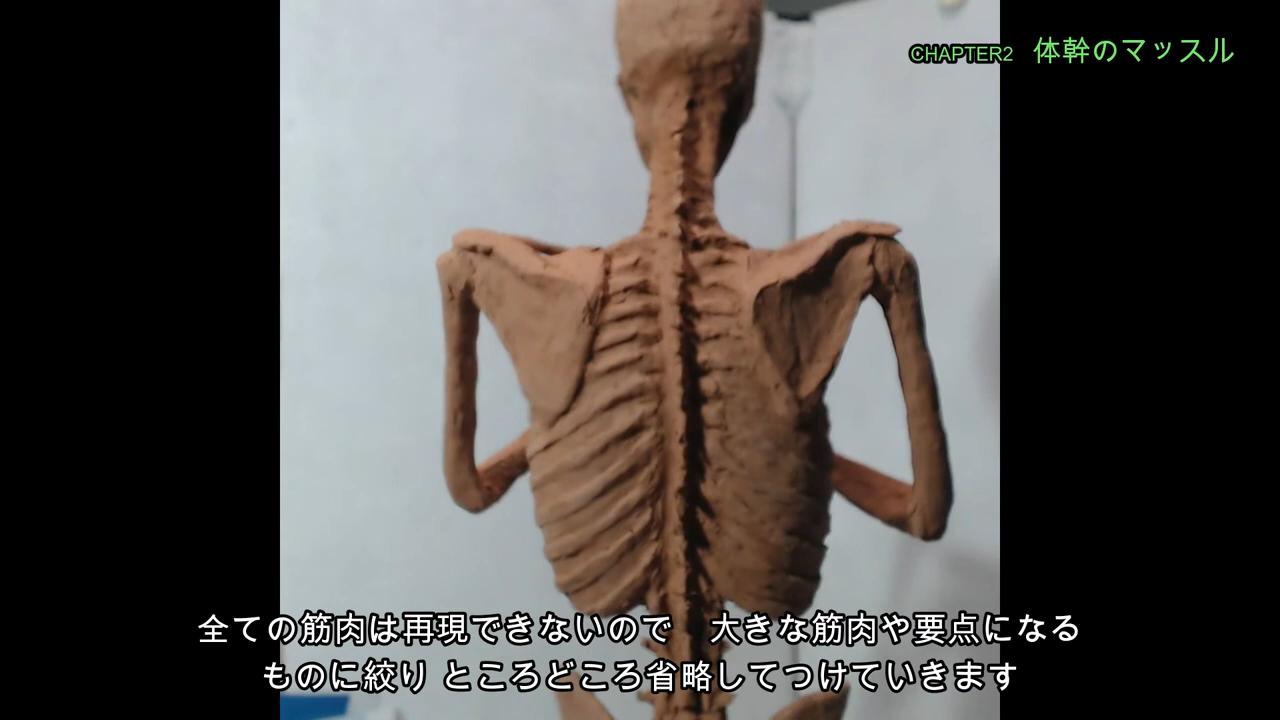 CHAPTER2 体幹のマッスル
全ての筋肉は再現できないので 大きな筋肉や要点になる
ものに絞り ところどころ省略してつけていきます